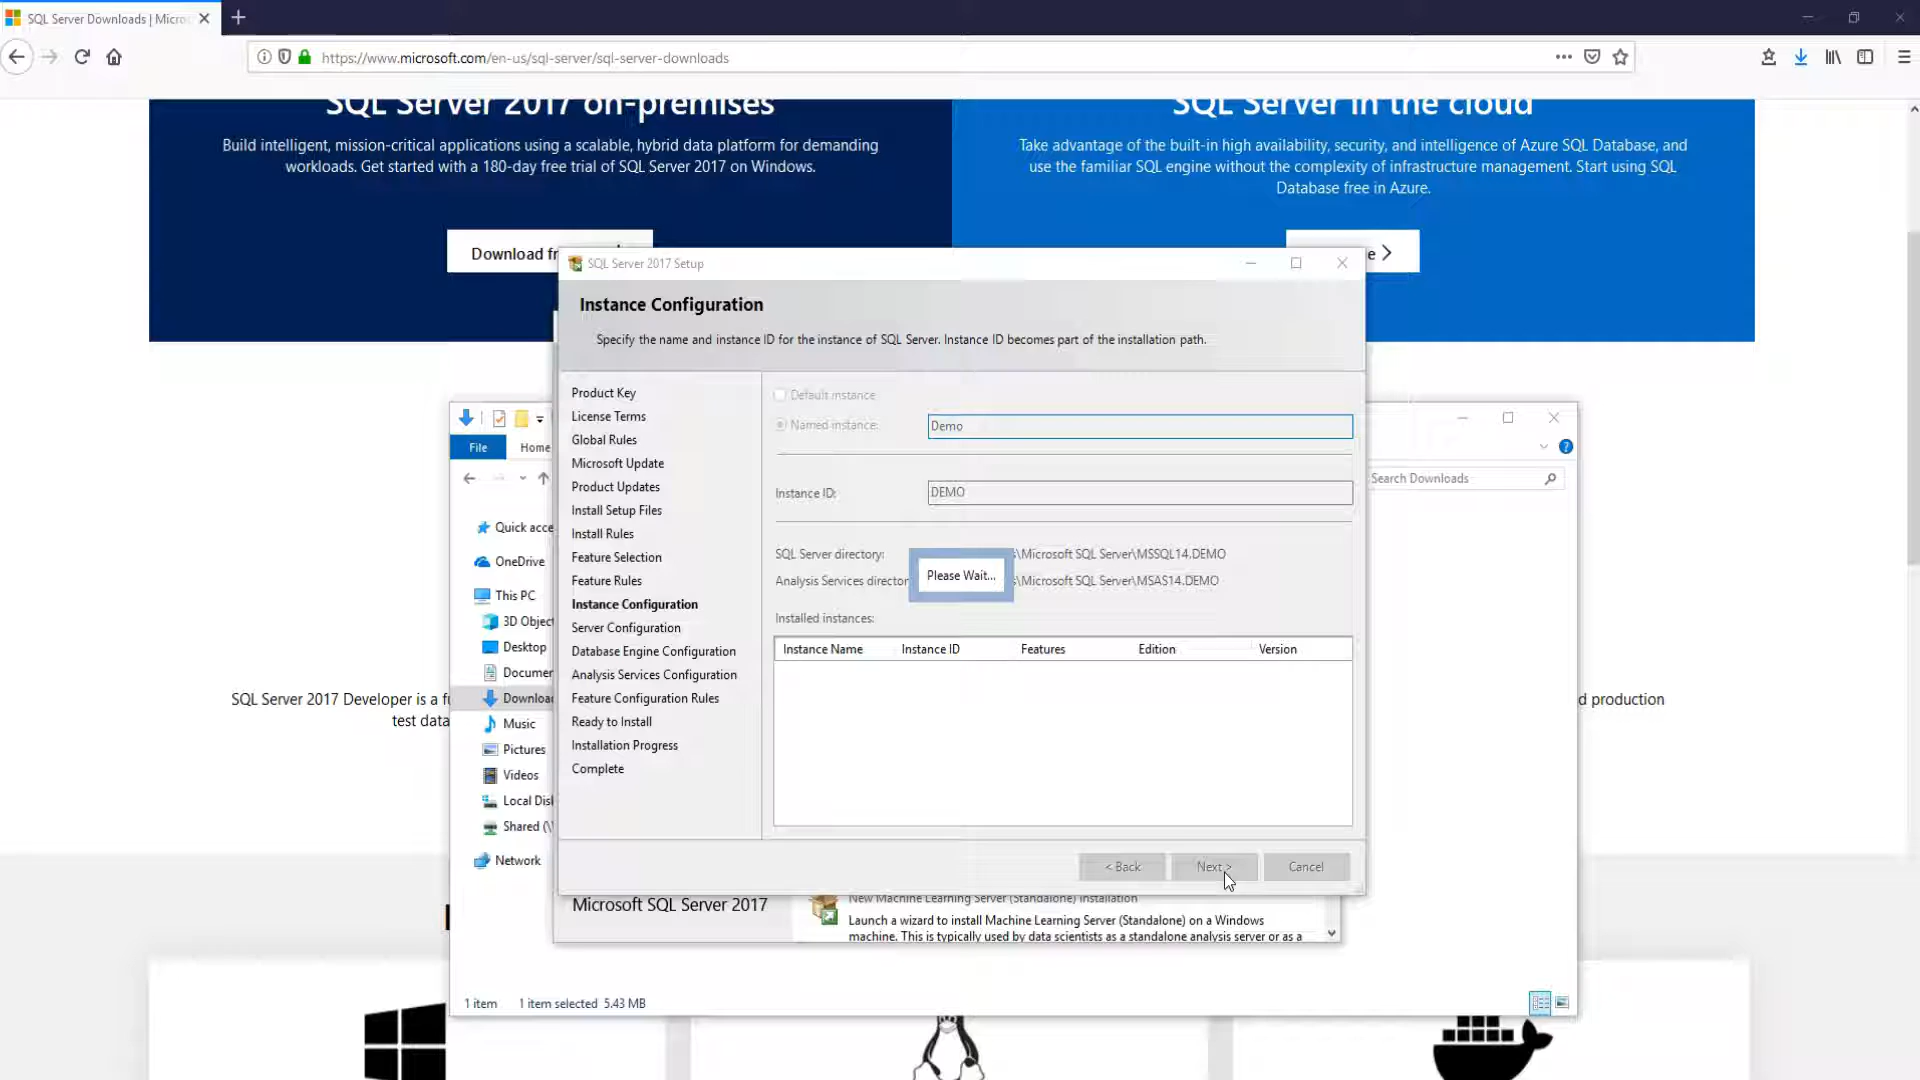 SQL Server Downloads | Micro
https://www.microsoft.com/en-us/sql-server/sql-server-downloads
SQL Server 2017 on-premises
Build intelligent, mission-critical applications using a scalable, hybrid data platform for demanding
workloads. Get started with a 180-day free trial of SQL Server 2017 on Windows.
Download fr
SQL Server in the cloud
Take advantage of the built-in high availability, security, and intelligence of Azure SQL Database, and
use the familiar SQL engine without the complexity of infrastructure management. Start using SQL
Database free in Azure.
e
SQL Server 2017 Setup
Instance Configuration
Specify the name and instance ID for the instance of SQL Server. Instance ID becomes part of the installation path.
Product Key
License Terms
Global Rules
Microsoft Update
Product Updates
Install Setup Files
Install Rules
Feature Selection
Feature Rules
Instance Configuration
Server Configuration
Database Engine Configuration
Analysis Services Configuration
Feature Configuration Rules
Ready to Install
Installation Progress
Complete
Default instance
Named instance: Demo
Instance ID: DEMO
SQL Server directory: \Microsoft SQL Server\MSSQL14.DEMO
Analysis Services director \Microsoft SQL Server\MSAS14.DEMO
Please Wait...
Installed instances:
Instance Name Instance ID Features Edition Version
< Back Next > Cancel
File Home
Search Downloads
Quick acce
OneDrive
This PC
3D Object
Desktop
Documen
Downloa
Music
Pictures
Videos
Local Disk
Shared (\
Network
SQL Server 2017 Developer is a fu
test data
d production
Microsoft SQL Server 2017
New Machine Learning Server (Standalone) installation
Launch a wizard to install Machine Learning Server (Standalone) on a Windows
machine. This is typically used by data scientists as a standalone analysis server or as a
1 item 1 item selected 5.43 MB